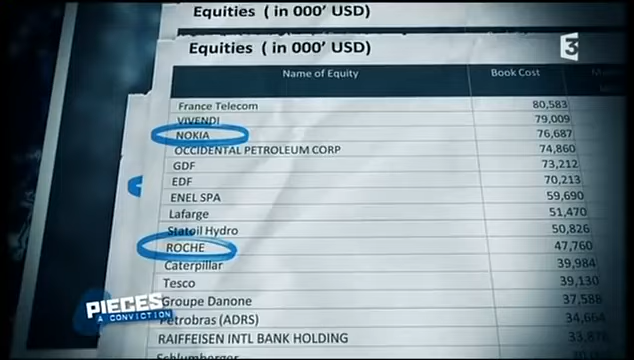 Equities ( in 000' USD)
3
Equities ( in 000' USD)
Name of Equity Book Cost
France Telecom 80,583
VIVENDI 79,009
NOKIA 76,687
OCCIDENTAL PETROLEUM CORP 74,860
GDF 73,212
EDF 70,213
ENEL SPA 59,690
Lafarge 51,470
Statoil Hydro 50,826
ROCHE 47,760
Caterpillar 39,984
Tesco 39,130
Groupe Danone 37,588
Petrobras (ADRS) 34,664
RAIFFEISEN INTL BANK HOLDING
Schlumberger
PIECES
A CONVICTION